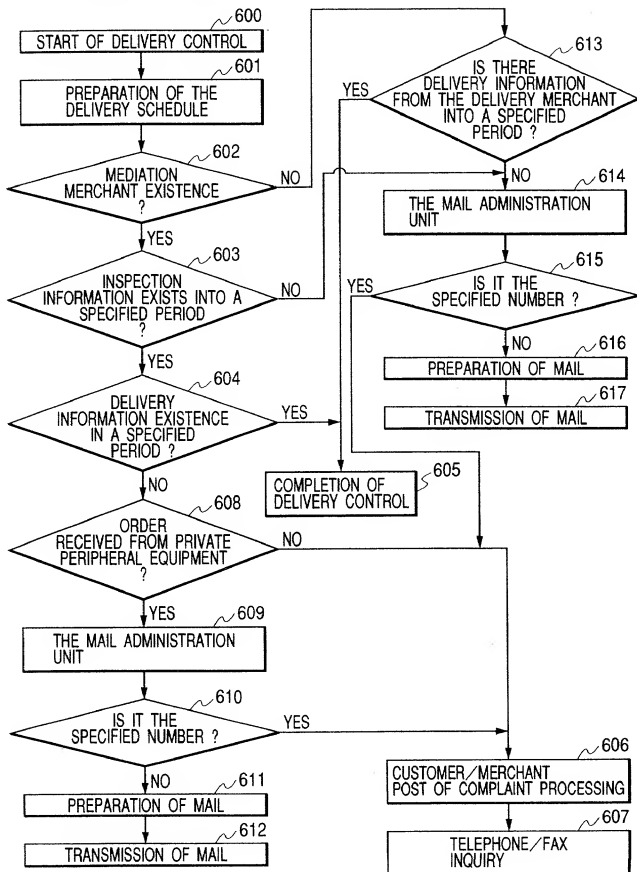 600
START OF DELIVERY CONTROL
601
PREPARATION OF THE
DELIVERY SCHEDULE
602
MEDIATION
MERCHANT EXISTENCE
?
NO
YES
603
INSPECTION
INFORMATION EXISTS INTO A
SPECIFIED PERIOD
?
NO
YES
604
DELIVERY
INFORMATION EXISTENCE
IN A SPECIFIED
PERIOD ?
YES
NO
605
COMPLETION OF
DELIVERY CONTROL
608
ORDER
RECEIVED FROM PRIVATE
PERIPHERAL EQUIPMENT
?
NO
YES
609
THE MAIL ADMINISTRATION
UNIT
610
IS IT THE
SPECIFIED NUMBER ?
YES
NO
611
PREPARATION OF MAIL
612
TRANSMISSION OF MAIL
613
IS THERE
DELIVERY INFORMATION
FROM THE DELIVERY MERCHANT
INTO A SPECIFIED
PERIOD ?
YES
NO
614
THE MAIL ADMINISTRATION
UNIT
615
IS IT THE
SPECIFIED NUMBER ?
YES
NO
616
PREPARATION OF MAIL
617
TRANSMISSION OF MAIL
606
CUSTOMER/MERCHANT
POST OF COMPLAINT PROCESSING
607
TELEPHONE/FAX
INQUIRY